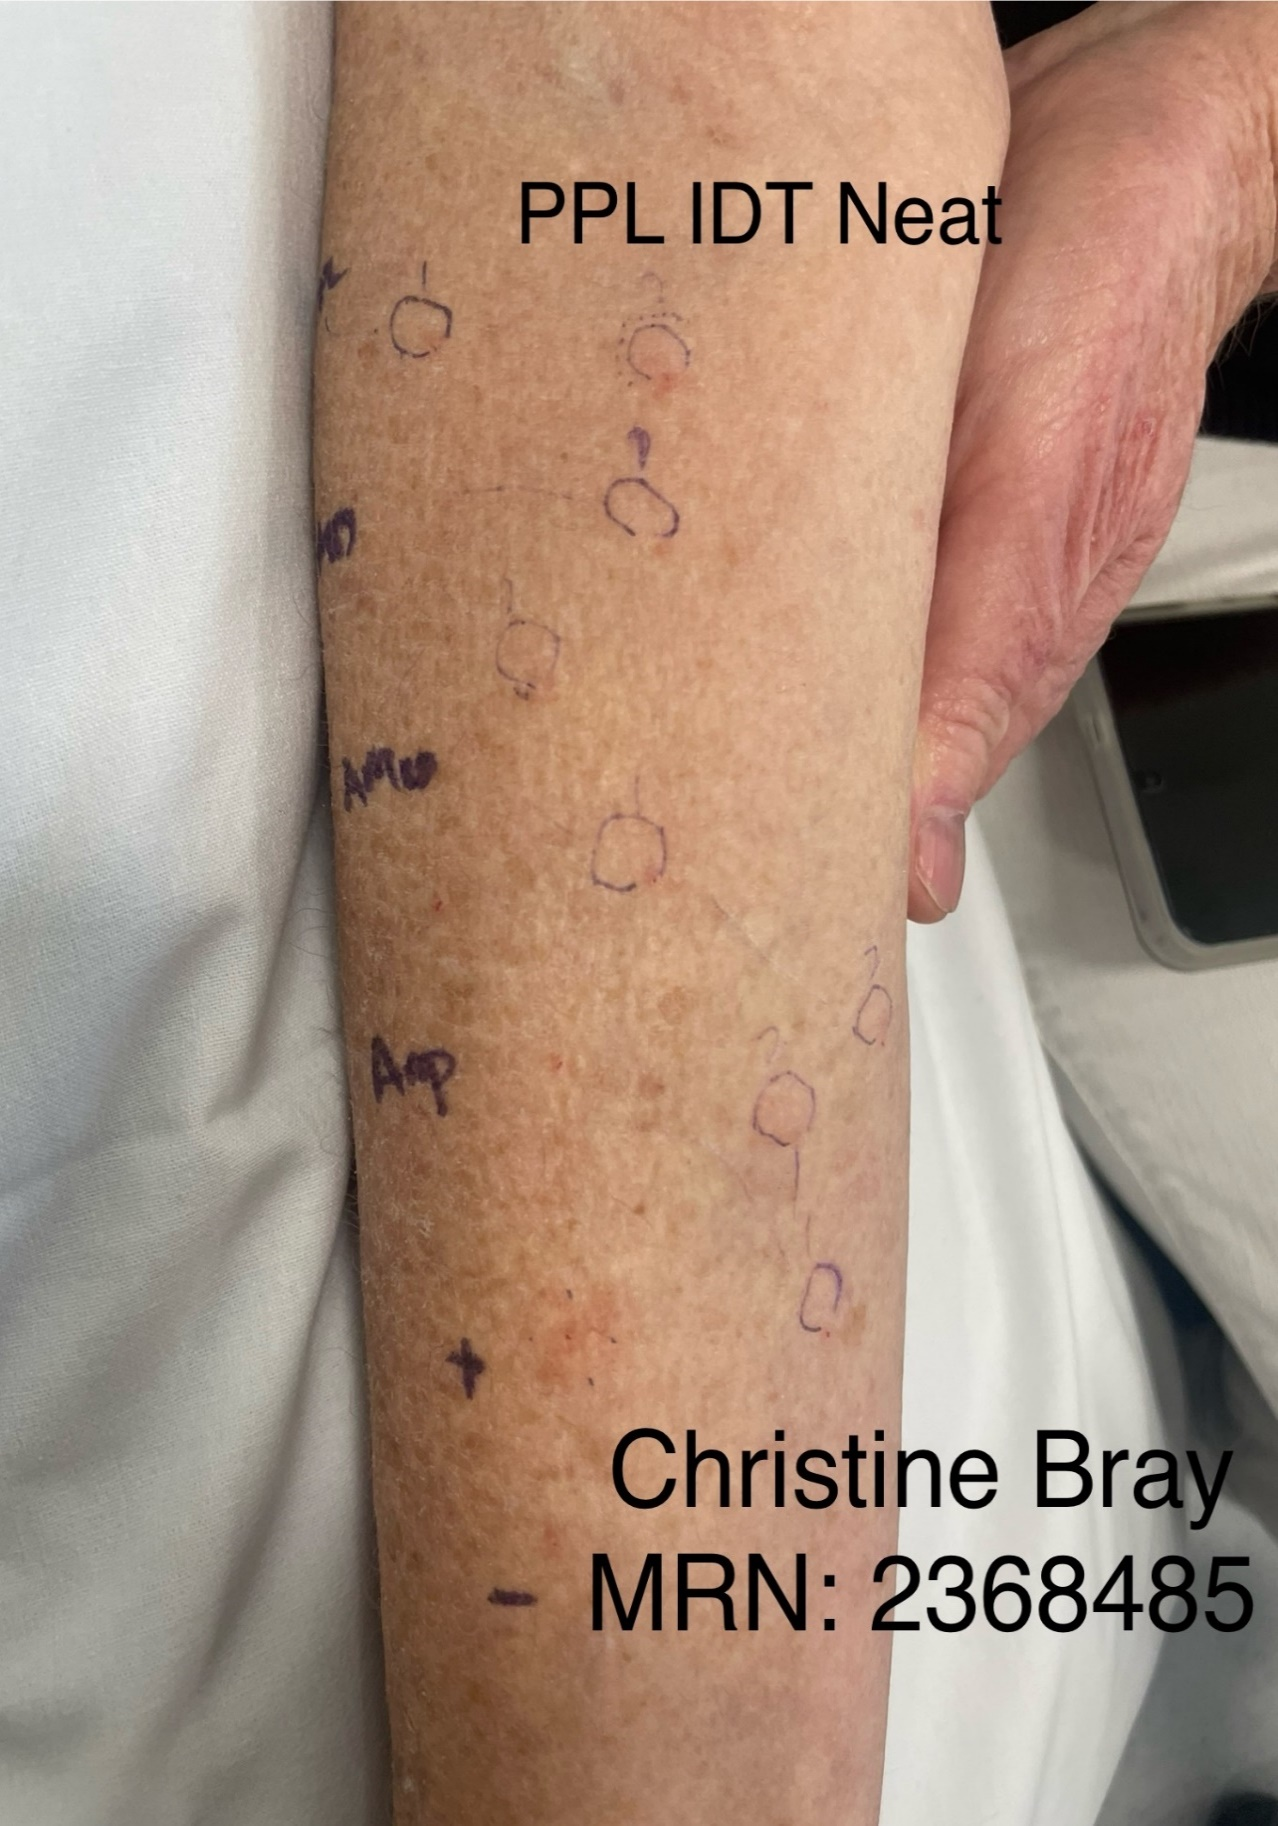 PPL IDT Neat
AMO
Amp
+
-
Christine Bray
MRN: 2368485